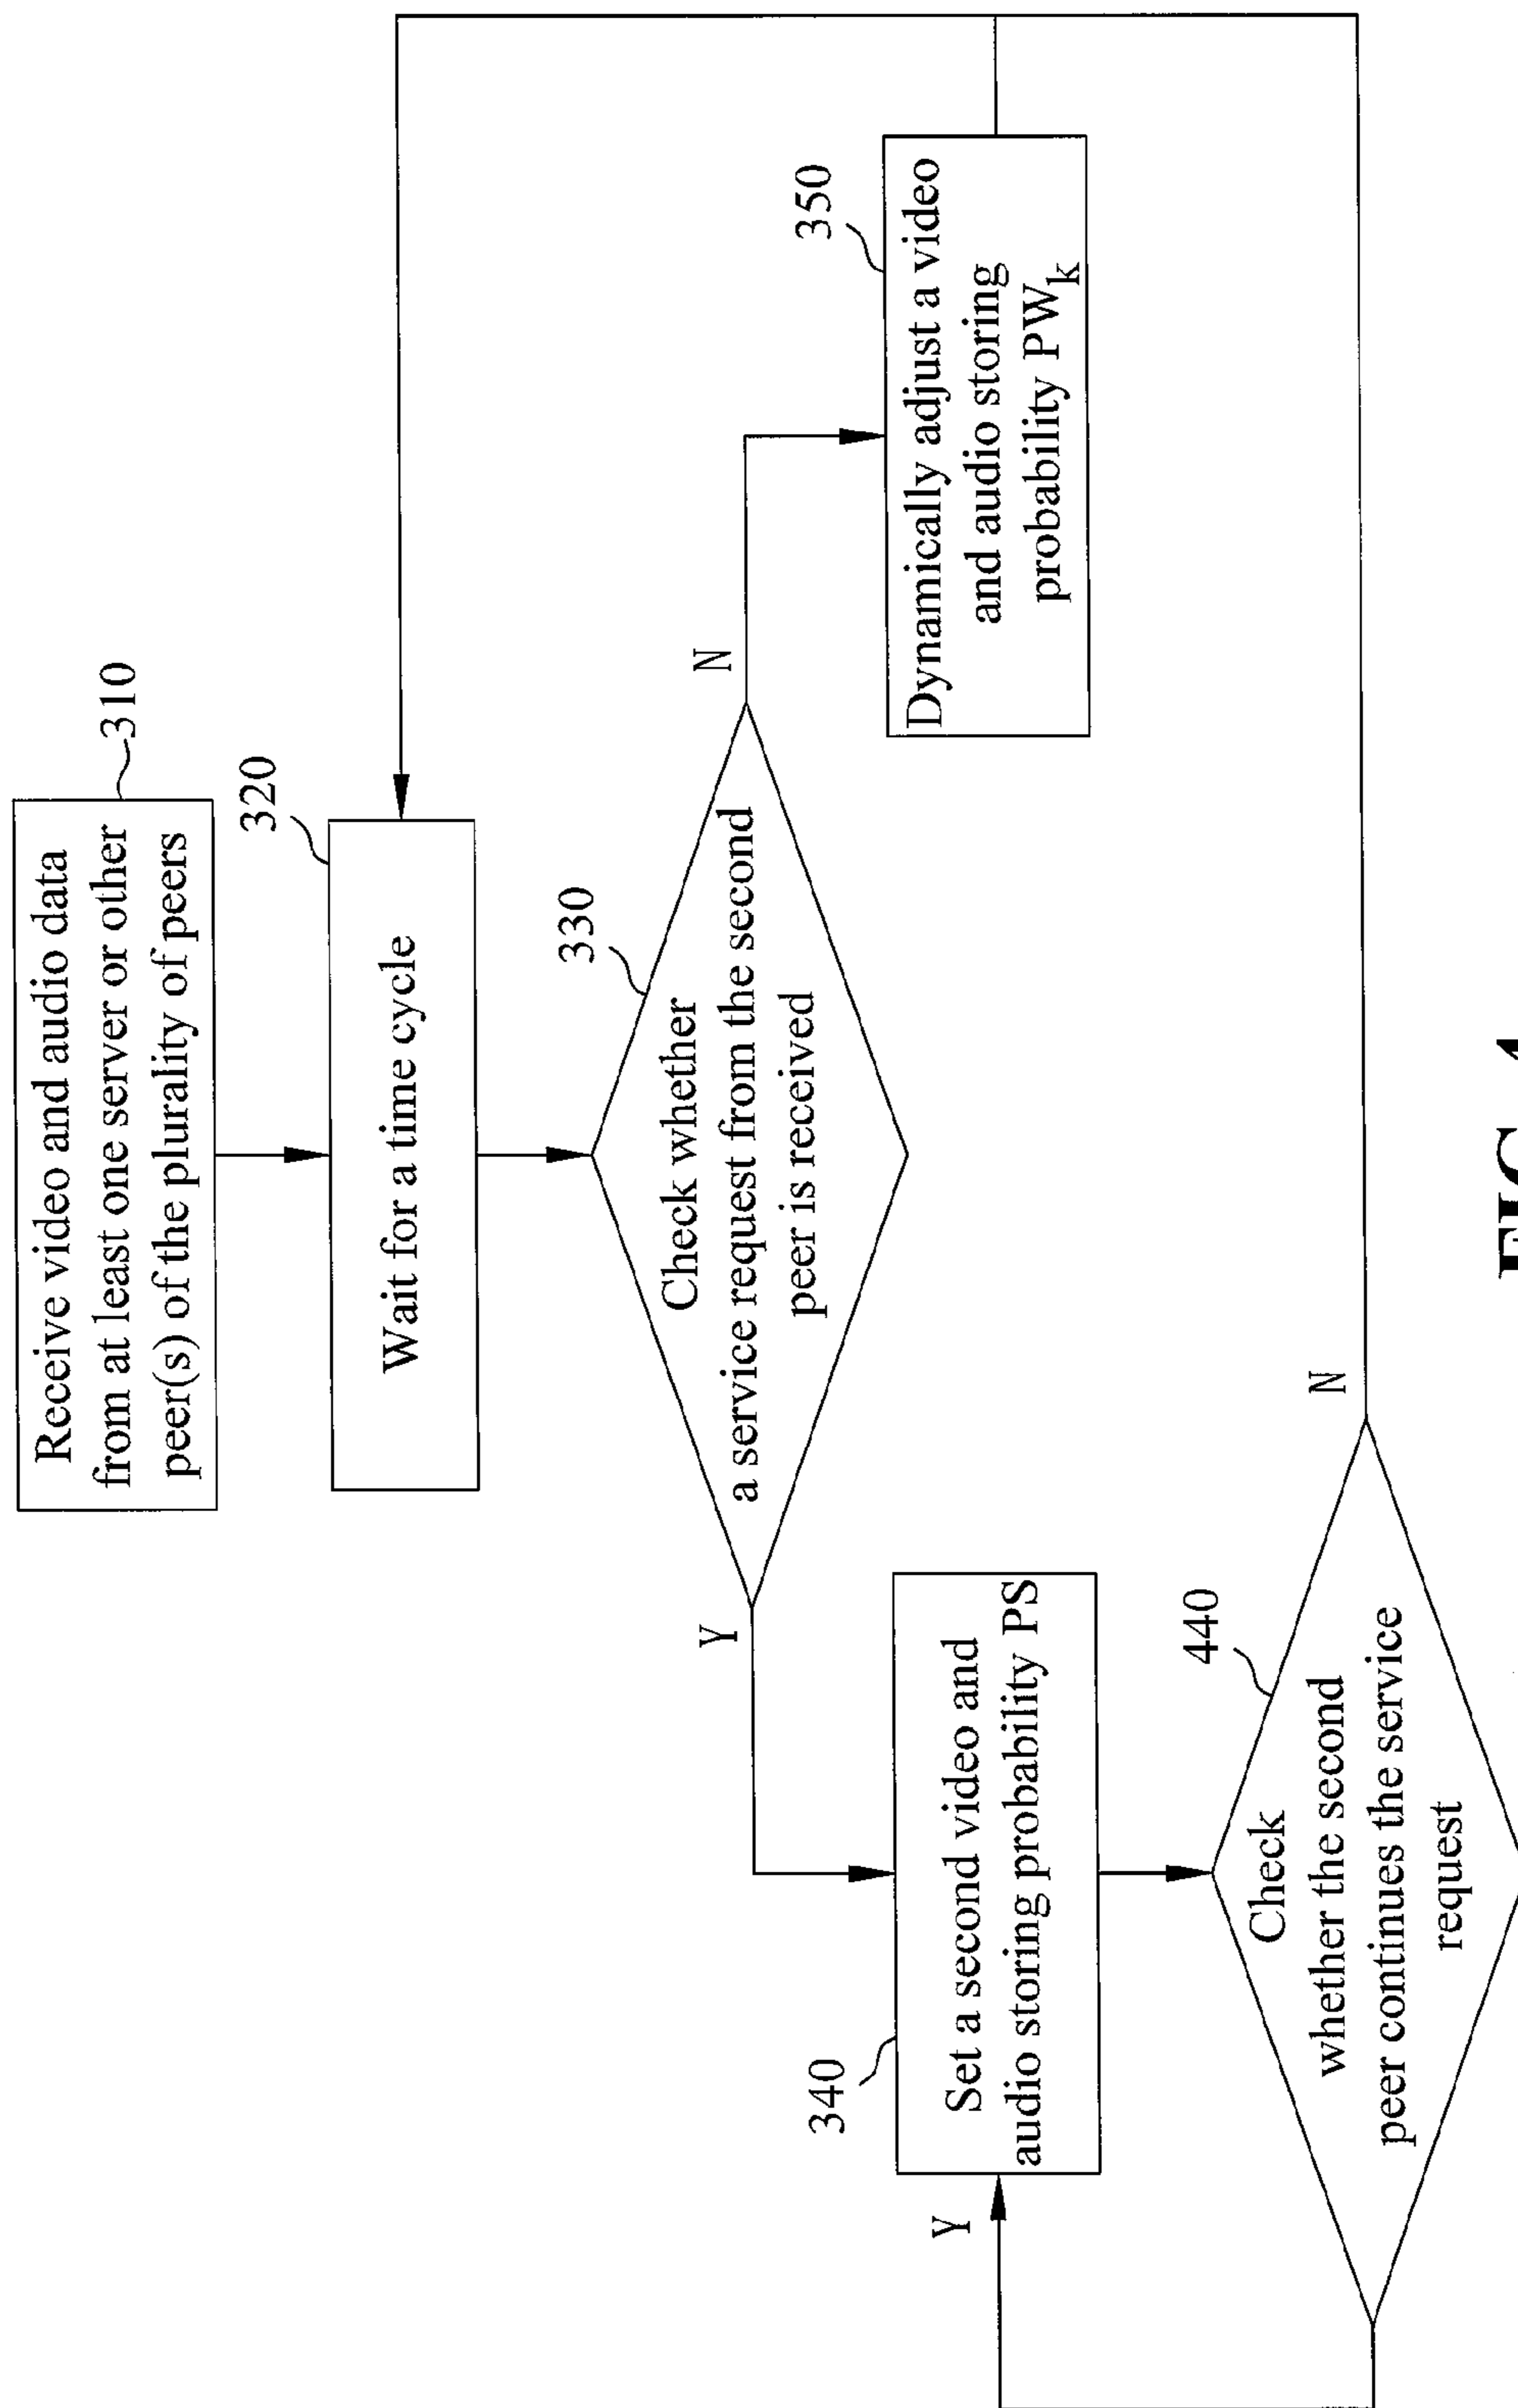 Receive video and audio data
from at least one server or other
peer(s) of the plurality of peers
310
320
Wait for a time cycle
330
Check whether
a service request from the second
peer is received
Y
N
340
Set a second video and
audio storing probability PS
350
Dynamically adjust a video
and audio storing
probability PWk
Y
440
Check
whether the second
peer continues the service
request
N